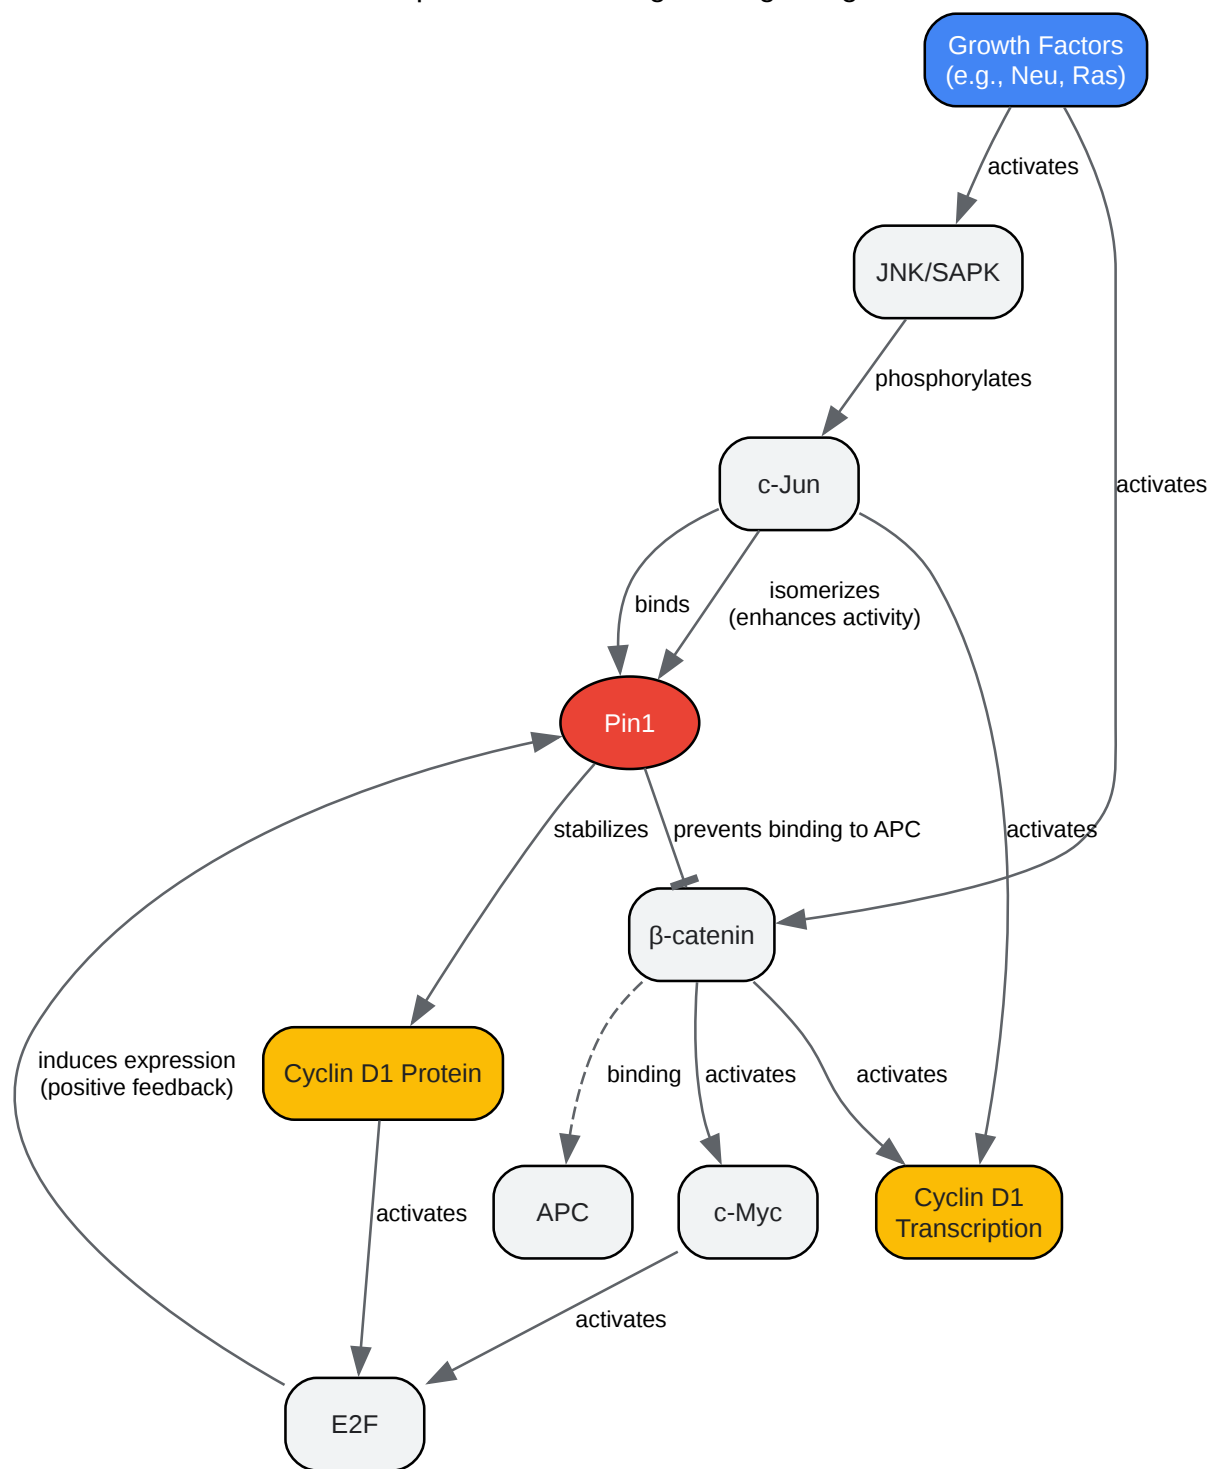 Growth Factors
(e.g., Neu, Ras)
activates
JNK/SAPK
phosphorylates
c-Jun
activates
binds
isomerizes
(enhances activity)
Pin1
stabilizes
prevents binding to APC
activates
β-catenin
induces expression
(positive feedback)
Cyclin D1 Protein
binding
activates
activates
activates
APC
c-Myc
Cyclin D1
Transcription
activates
E2F